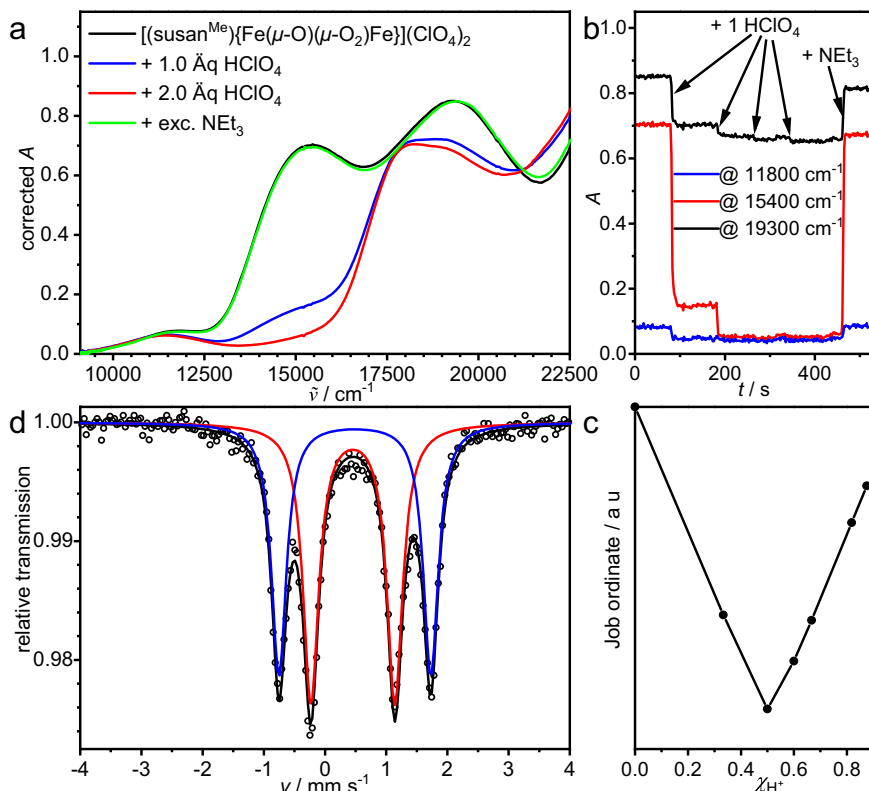 a
[(susanMe){Fe(μ-O)(μ-O2)Fe}](ClO4)2
+ 1.0 Äq HClO4
+ 2.0 Äq HClO4
+ exc. NEt3
corrected A
1.0
0.8
0.6
0.4
0.2
0.0
10000 12500 15000 17500 20000 22500
ṽ / cm-1
b
+ 1 HClO4
+ NEt3
@ 11800 cm-1
@ 15400 cm-1
@ 19300 cm-1
A
1.0
0.8
0.6
0.4
0.2
0.0
0 200 400
t / s
d
relative transmission
1.00
0.99
0.98
-4 -3 -2 -1 0 1 2 3 4
v / mm s-1
c
Job ordinate / a u
0.0 0.2 0.4 0.6 0.8
χH+